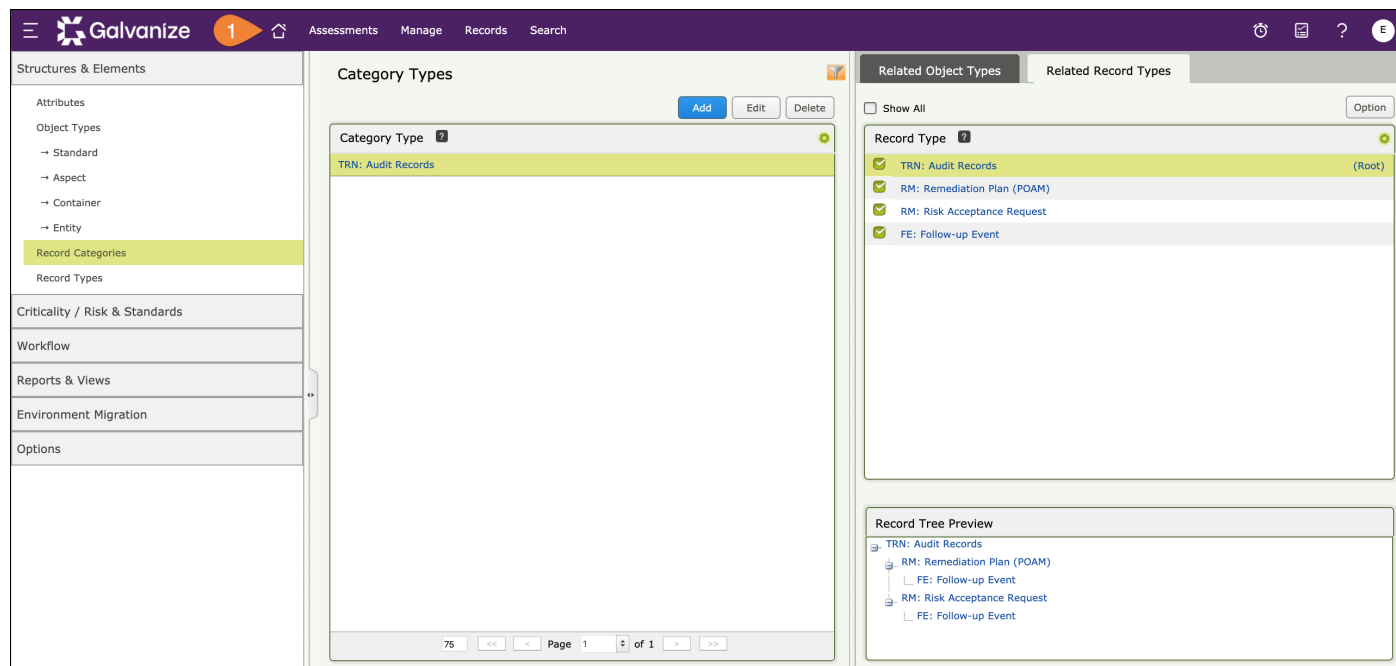 Galvanize
1
Assessments Manage Records Search
? E
Structures & Elements
Attributes
Object Types
→ Standard
→ Aspect
→ Container
→ Entity
Record Categories
Record Types
Criticality / Risk & Standards
Workflow
Reports & Views
Environment Migration
Options
Category Types
Add Edit Delete
Category Type ?
TRN: Audit Records
75 << < Page 1 of 1 > >>
Related Object Types Related Record Types
Show All Option
Record Type ?
TRN: Audit Records (Root)
RM: Remediation Plan (POAM)
RM: Risk Acceptance Request
FE: Follow-up Event
Record Tree Preview
TRN: Audit Records
RM: Remediation Plan (POAM)
FE: Follow-up Event
RM: Risk Acceptance Request
FE: Follow-up Event